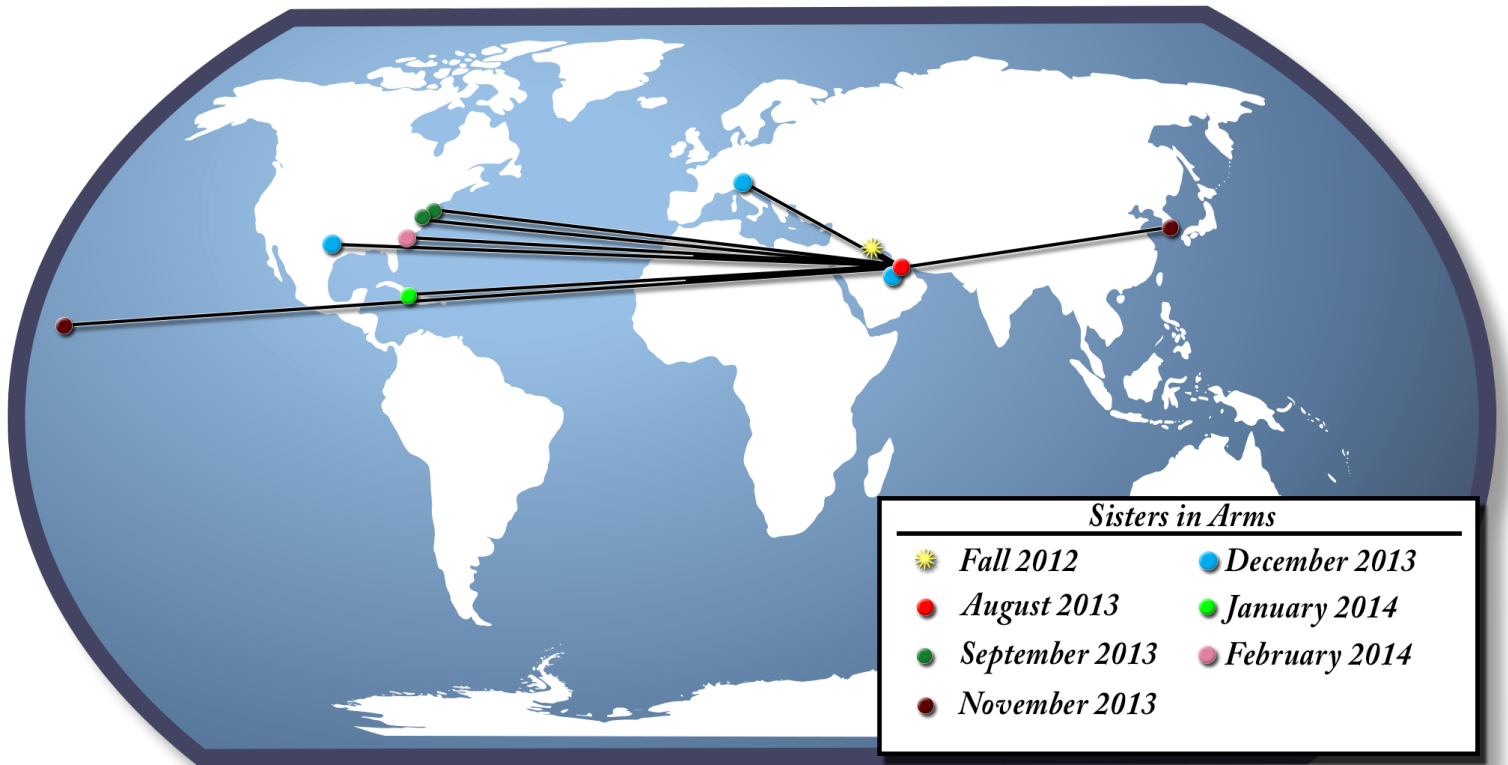 Sisters in Arms
Fall 2012
August 2013
September 2013
November 2013
December 2013
January 2014
February 2014